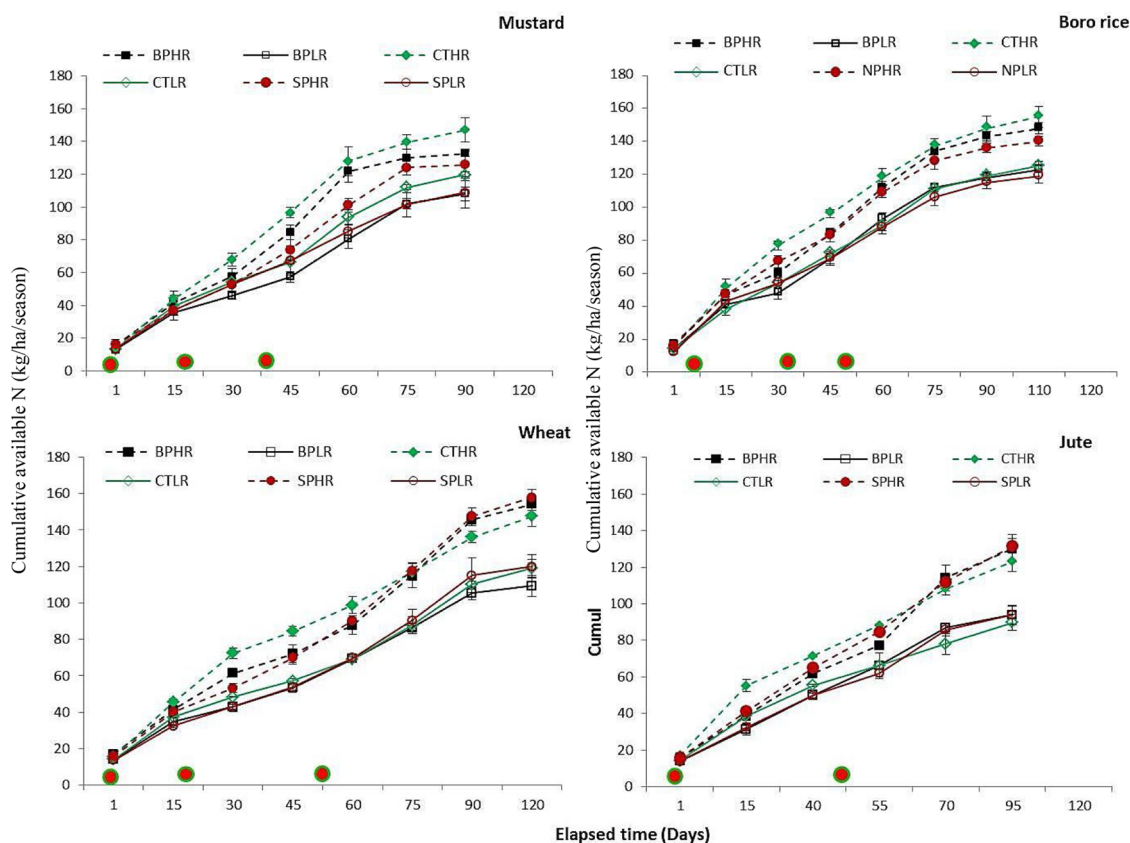 Mustard
BPHR BPLR CTHR
CTLR SPHR SPLR
180
160
140
120
100
80
60
40
20
0
1 15 30 45 60 75 90 120
Boro rice
BPHR BPLR CTHR
CTLR NPHR NPLR
180
160
140
120
100
80
60
40
20
0
1 15 30 45 60 75 90 110 120
Cumulative available N (kg/ha/season)
Cumulative available N (kg/ha/season)
Wheat
BPHR BPLR CTHR
CTLR SPHR SPLR
180
160
140
120
100
80
60
40
20
0
1 15 30 45 60 75 90 120
Jute
BPHR BPLR CTHR
CTLR SPHR SPLR
180
160
140
120
100
80
60
40
20
0
1 15 40 55 70 95 120
Cumul
Elapsed time (Days)